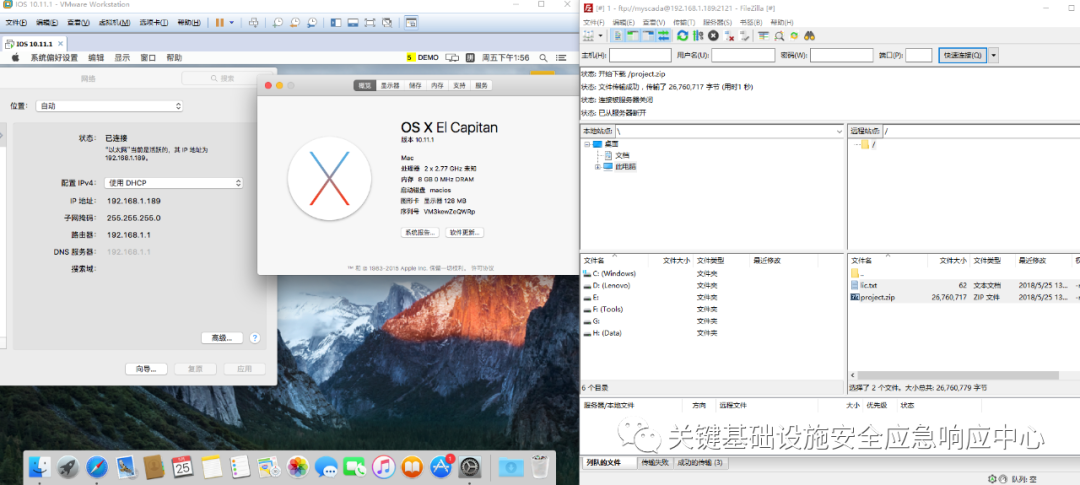 IOS 10.11.1 - VMware Workstation
文件(F) 编辑(E) 查看(V) 虚拟机(M) 选项卡(T) 帮助(H)
IOS 10.11.1
系统偏好设置 编辑 显示 窗口 帮助
5 DEMO 周五下午1:56
网络
搜索
位置: 自动
状态: 已连接
"以太网"当前是活跃的，其 IP 地址为
192.168.1.189。
配置 IPv4: 使用 DHCP
IP 地址: 192.168.1.189
子网掩码: 255.255.255.0
路由器: 192.168.1.1
DNS 服务器: 192.168.1.1
搜索域:
高级... ?
向导... 复原 应用
概览 显示器 储存 内存 支持 服务
OS X El Capitan
版本 10.11.1
Mac
处理器 2 x 2.77 GHz 未知
内存 8 GB 0 MHz DRAM
启动磁盘 macios
图形卡 显示器 128 MB
序列号 VM3kowZeQWRp
系统报告... 软件更新...
Apple Inc. 保留一切权利。 许可协议
25
1
[#] 1 - ftp://myscada@192.168.1.189:2121 - FileZilla [#]
文件(F) 编辑(E) 查看(V) 传输(T) 服务器(S) 书签(B) 帮助(H)
主机(H): 用户名(U): 密码(W): 端口(P): 快速连接(Q)
状态: 开始下载 /project.zip
状态: 文件传输成功，传输了 26,760,717 字节 (用时1 秒)
状态: 连接被服务器关闭
状态: 已从服务器断开
本地站点: \
桌面
文档
此电脑
文件名 文件大小 文件类型 最近修改
C: (Windows) 文件夹
D: (Lenovo) 文件夹
E: 文件夹
F: (Tools) 文件夹
G: 文件夹
H: (Data) 文件夹
6 个目录
远程站点: /
/
文件名 文件大小 文件类型 最近修改
..
lic.txt 62 文本文档 2018/5/25 13...
project.zip 26,760,717 ZIP 文件 2018/5/25 13...
选择了 2 个文件。大小总共: 26,760,779 字节
服务器/本地文件 方向 远程文件 大小 优先级 状态
关键基础设施安全应急响应中心
列队的文件 传输失败 成功的传输 (3)
队列: 空